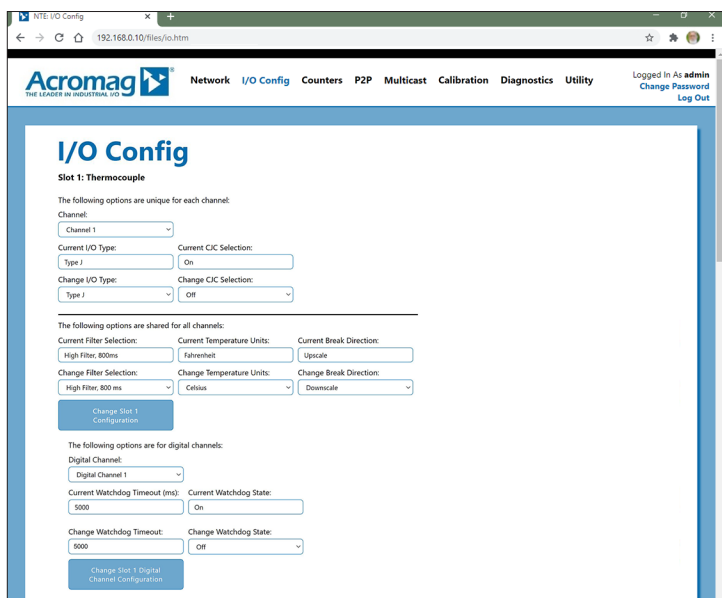 NTE: I/O Config
192.168.0.10/files/io.htm
Acromag
THE LEADER IN INDUSTRIAL I/O
Network I/O Config Counters P2P Multicast Calibration Diagnostics Utility
Logged In As admin
Change Password
Log Out
I/O Config
Slot 1: Thermocouple
The following options are unique for each channel:
Channel:
Channel 1
Current I/O Type: Current CJC Selection:
Type J On
Change I/O Type: Change CJC Selection:
Type J Off
The following options are shared for all channels:
Current Filter Selection: Current Temperature Units: Current Break Direction:
High Filter, 800ms Fahrenheit Upscale
Change Filter Selection: Change Temperature Units: Change Break Direction:
High Filter, 800 ms Celsius Downscale
Change Slot 1
Configuration
The following options are for digital channels:
Digital Channel:
Digital Channel 1
Current Watchdog Timeout (ms): Current Watchdog State:
5000 On
Change Watchdog Timeout: Change Watchdog State:
5000 Off
Change Slot 1 Digital
Channel Configuration